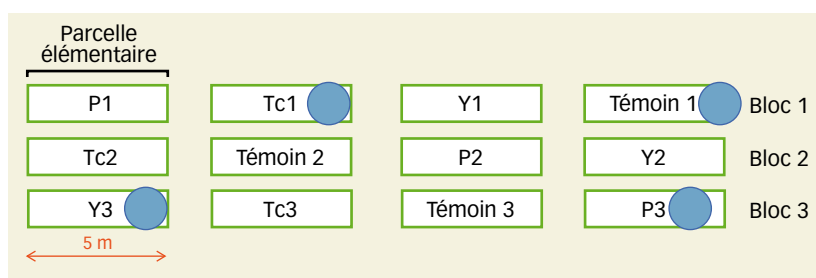 Parcelle
élémentaire
P1 Tc1 Y1 Témoin 1 Bloc 1
Tc2 Témoin 2 P2 Y2 Bloc 2
Y3 Tc3 Témoin 3 P3 Bloc 3
5 m